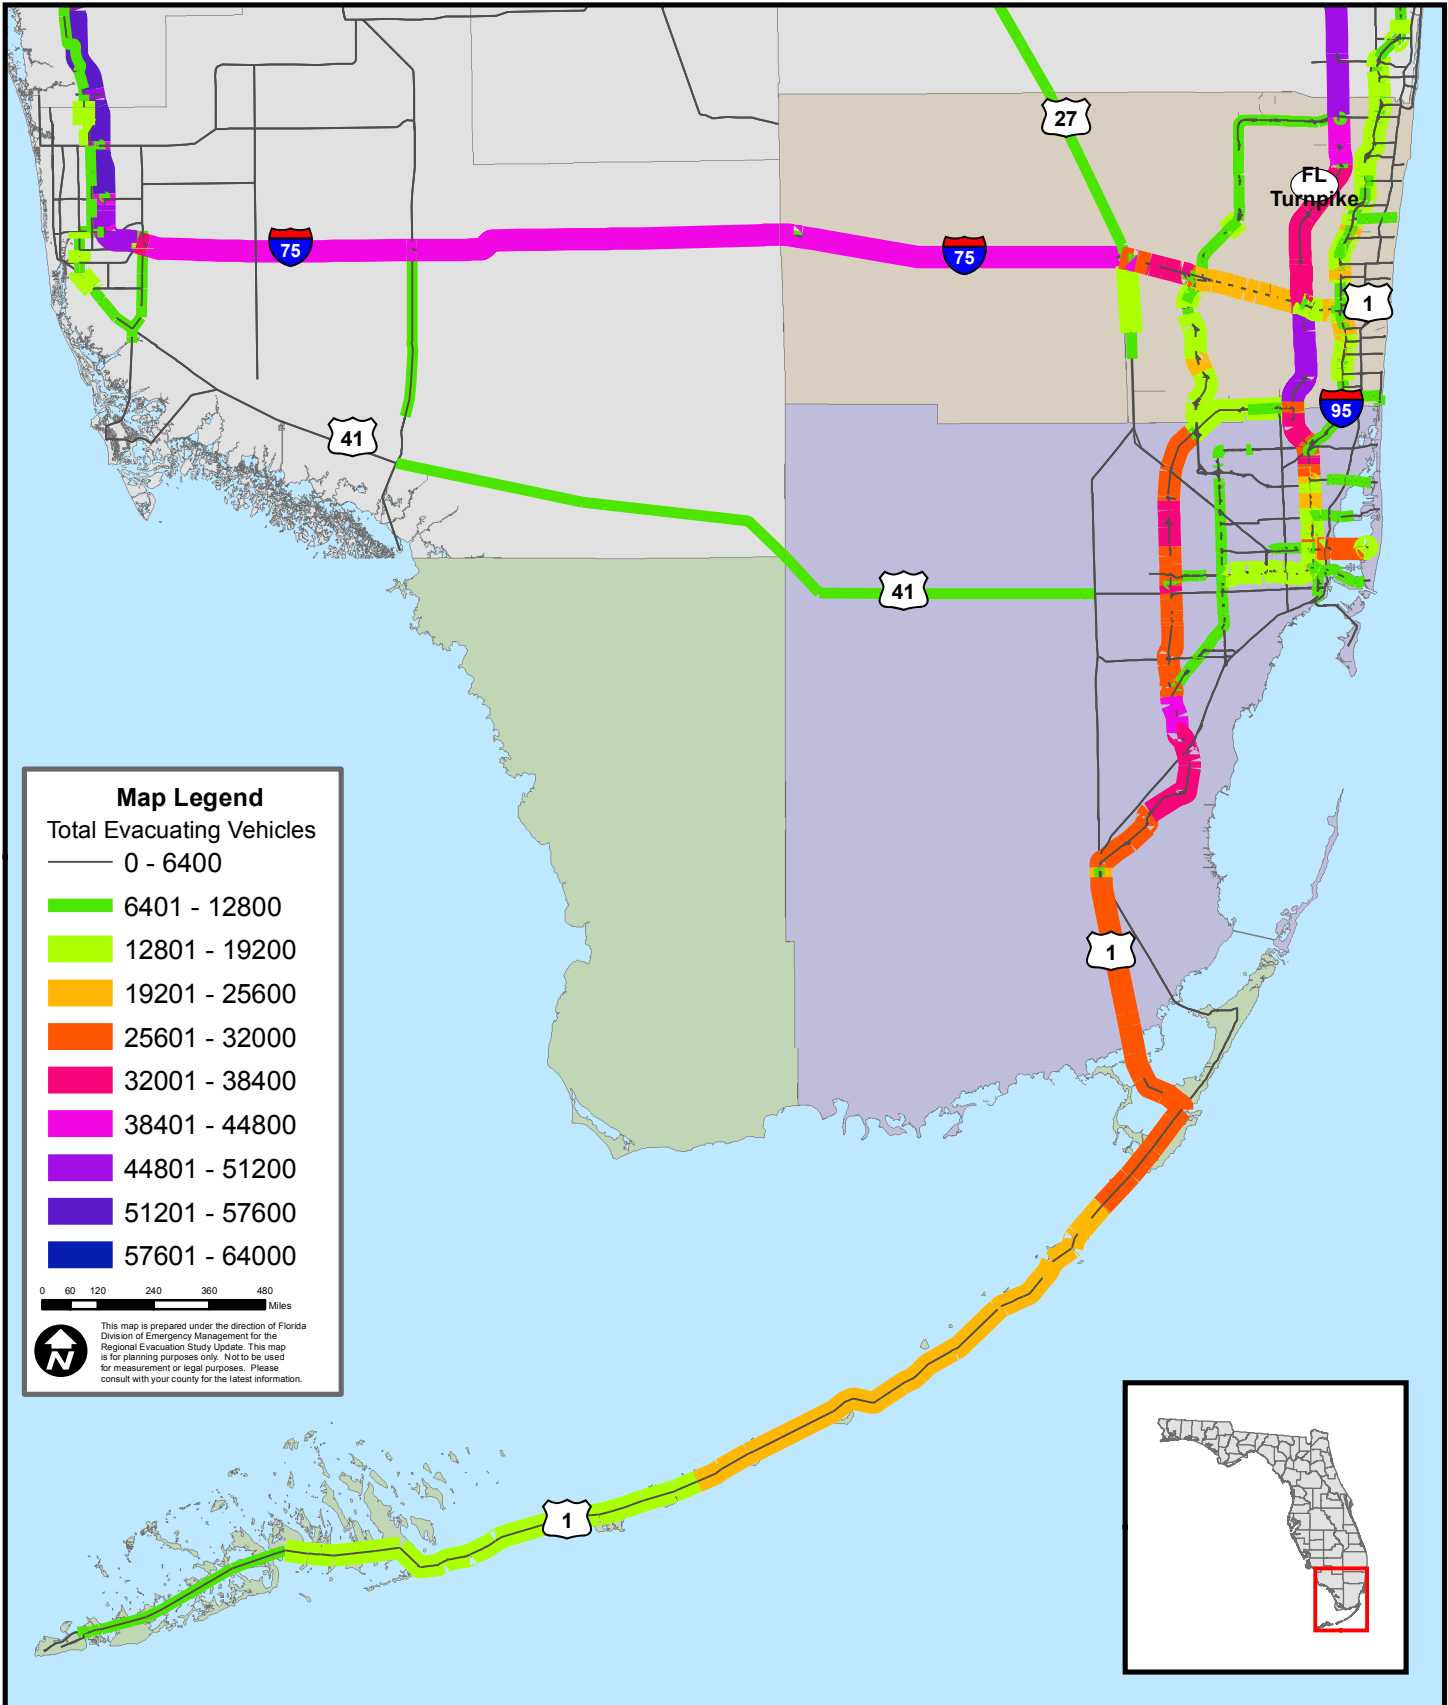 27
FL
Turnpike
75
75
1
95
41
41
1
1
Map Legend
Total Evacuating Vehicles
0 - 6400
6401 - 12800
12801 - 19200
19201 - 25600
25601 - 32000
32001 - 38400
38401 - 44800
44801 - 51200
51201 - 57600
57601 - 64000
0 60 120 240 360 480
Miles
N
This map is prepared under the direction of Florida
Division of Emergency Management for the
Regional Evacuation Study Update. This map
is for planning purposes only. Not to be used
for measurement or legal purposes. Please
consult with your county for the latest information.